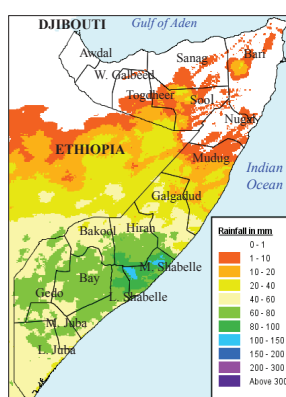 DJIBOUTI
Gulf of Aden
Awdal
Sanag
Bari
W. Galbeed
Togdheer
Sool
Nugal
ETHIOPIA
Mudug
Indian
Ocean
Galgadud
Hiran
Bakool
M. Shabelle
Bay
Gedo
L. Shabelle
M. Juba
L. Juba
Rainfall in mm
0 - 1
1 - 10
10 - 20
20 - 40
40 - 60
60 - 80
80 - 100
100 - 150
150 - 200
200 - 300
Above 300